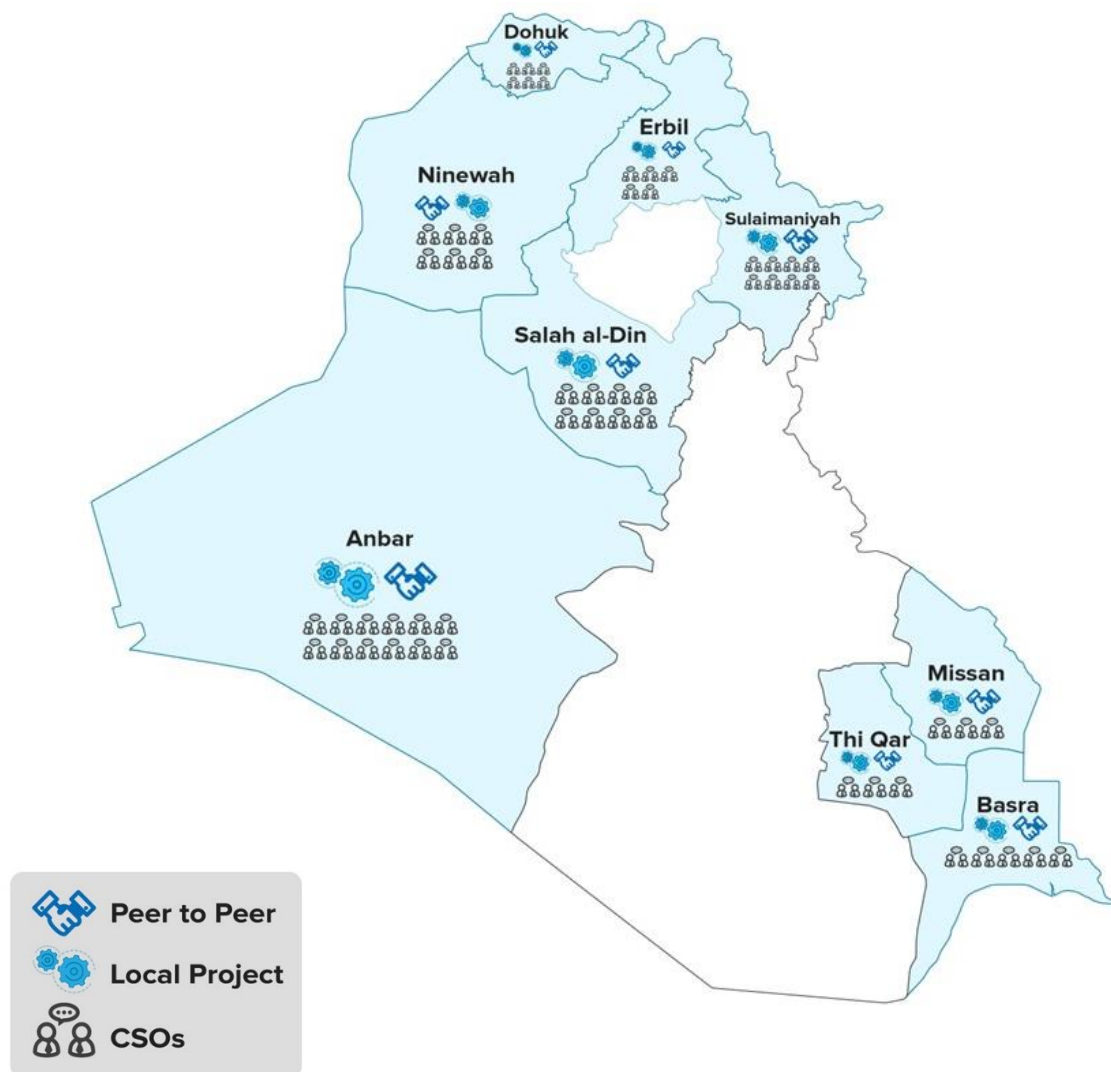 Dohuk
Erbil
Ninewah
Sulaimaniyah
Salah al-Din
Anbar
Missan
Thi Qar
Basra
Peer to Peer
Local Project
CSOs